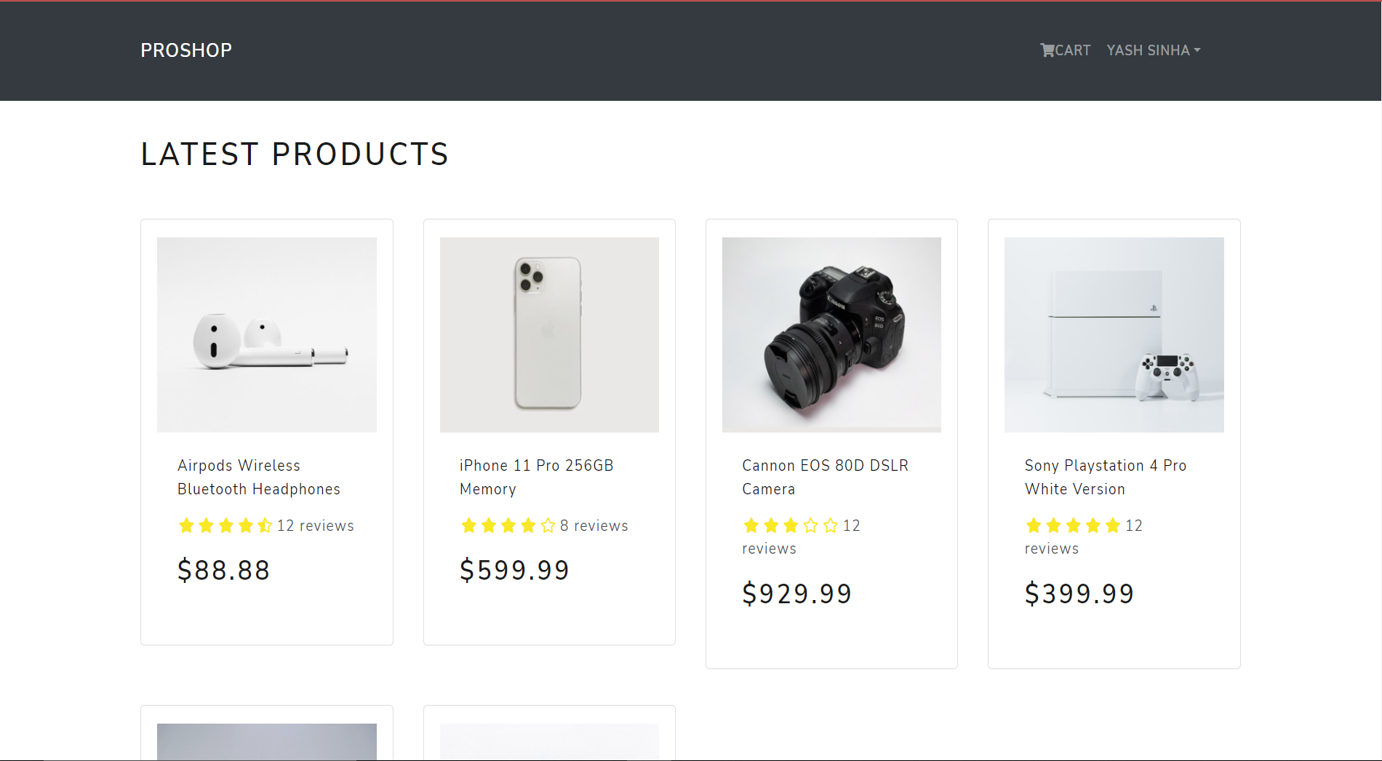 PROSHOP
CART
YASH SINHA
LATEST PRODUCTS
Airpods Wireless
Bluetooth Headphones
12 reviews
$88.88
iPhone 11 Pro 256GB
Memory
8 reviews
$599.99
Cannon EOS 80D DSLR
Camera
12
reviews
$929.99
Sony Playstation 4 Pro
White Version
12
reviews
$399.99